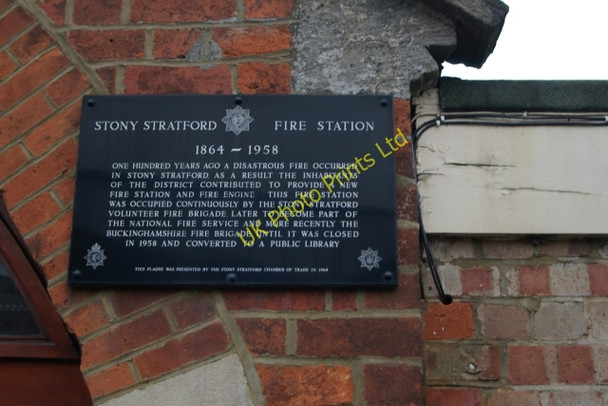 STONY STRATFORD FIRE STATION
1864 – 1958
ONE HUNDRED YEARS AGO A DISASTROUS FIRE OCCURRED
IN STONY STRATFORD AS A RESULT THE INHABITANTS
OF THE DISTRICT CONTRIBUTED TO PROVIDE A NEW
FIRE STATION AND FIRE ENGINE THIS FIRE STATION
WAS OCCUPIED CONTINUOUSLY BY THE STONY STRATFORD
VOLUNTEER FIRE BRIGADE LATER TO BECOME PART OF
THE NATIONAL FIRE SERVICE AND MORE RECENTLY THE
BUCKINGHAMSHIRE FIRE BRIGADE UNTIL IT WAS CLOSED
IN 1958 AND CONVERTED TO A PUBLIC LIBRARY
THIS PLAQUE WAS PRESENTED BY THE STONY STRATFORD CHAMBER OF TRADE IN 1964
UK Photo Prints Ltd